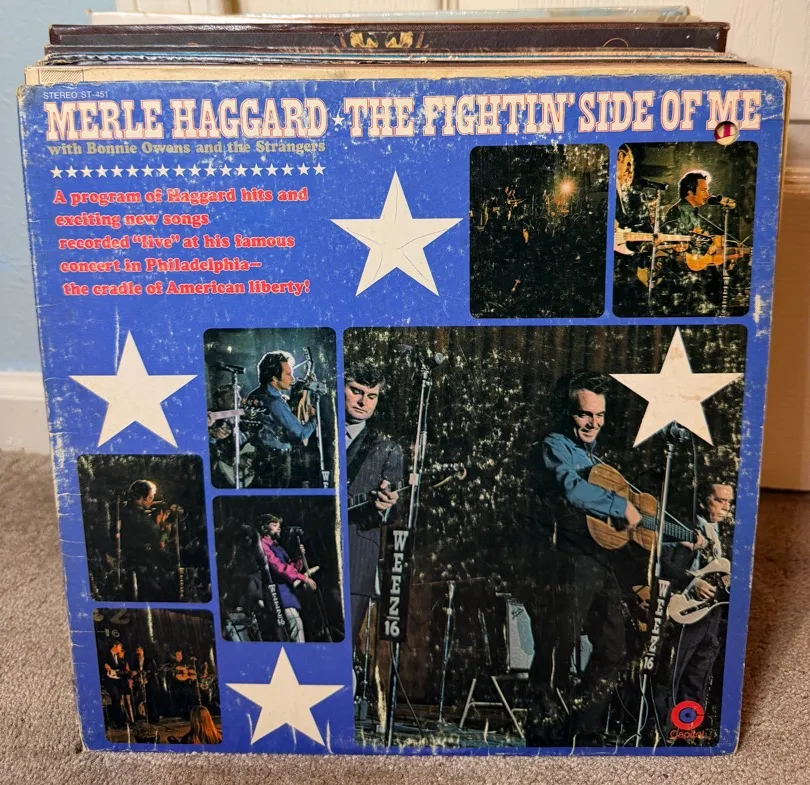 STEREO ST-451
MERLE HAGGARD ★ THE FIGHTIN' SIDE OF ME
with Bonnie Owens and the Strangers
A program of Haggard hits and
exciting new songs
recorded "live" at his famous
concert in Philadelphia—
the cradle of American liberty!
WEEZ 16
WEEZ 16
16
Capitol